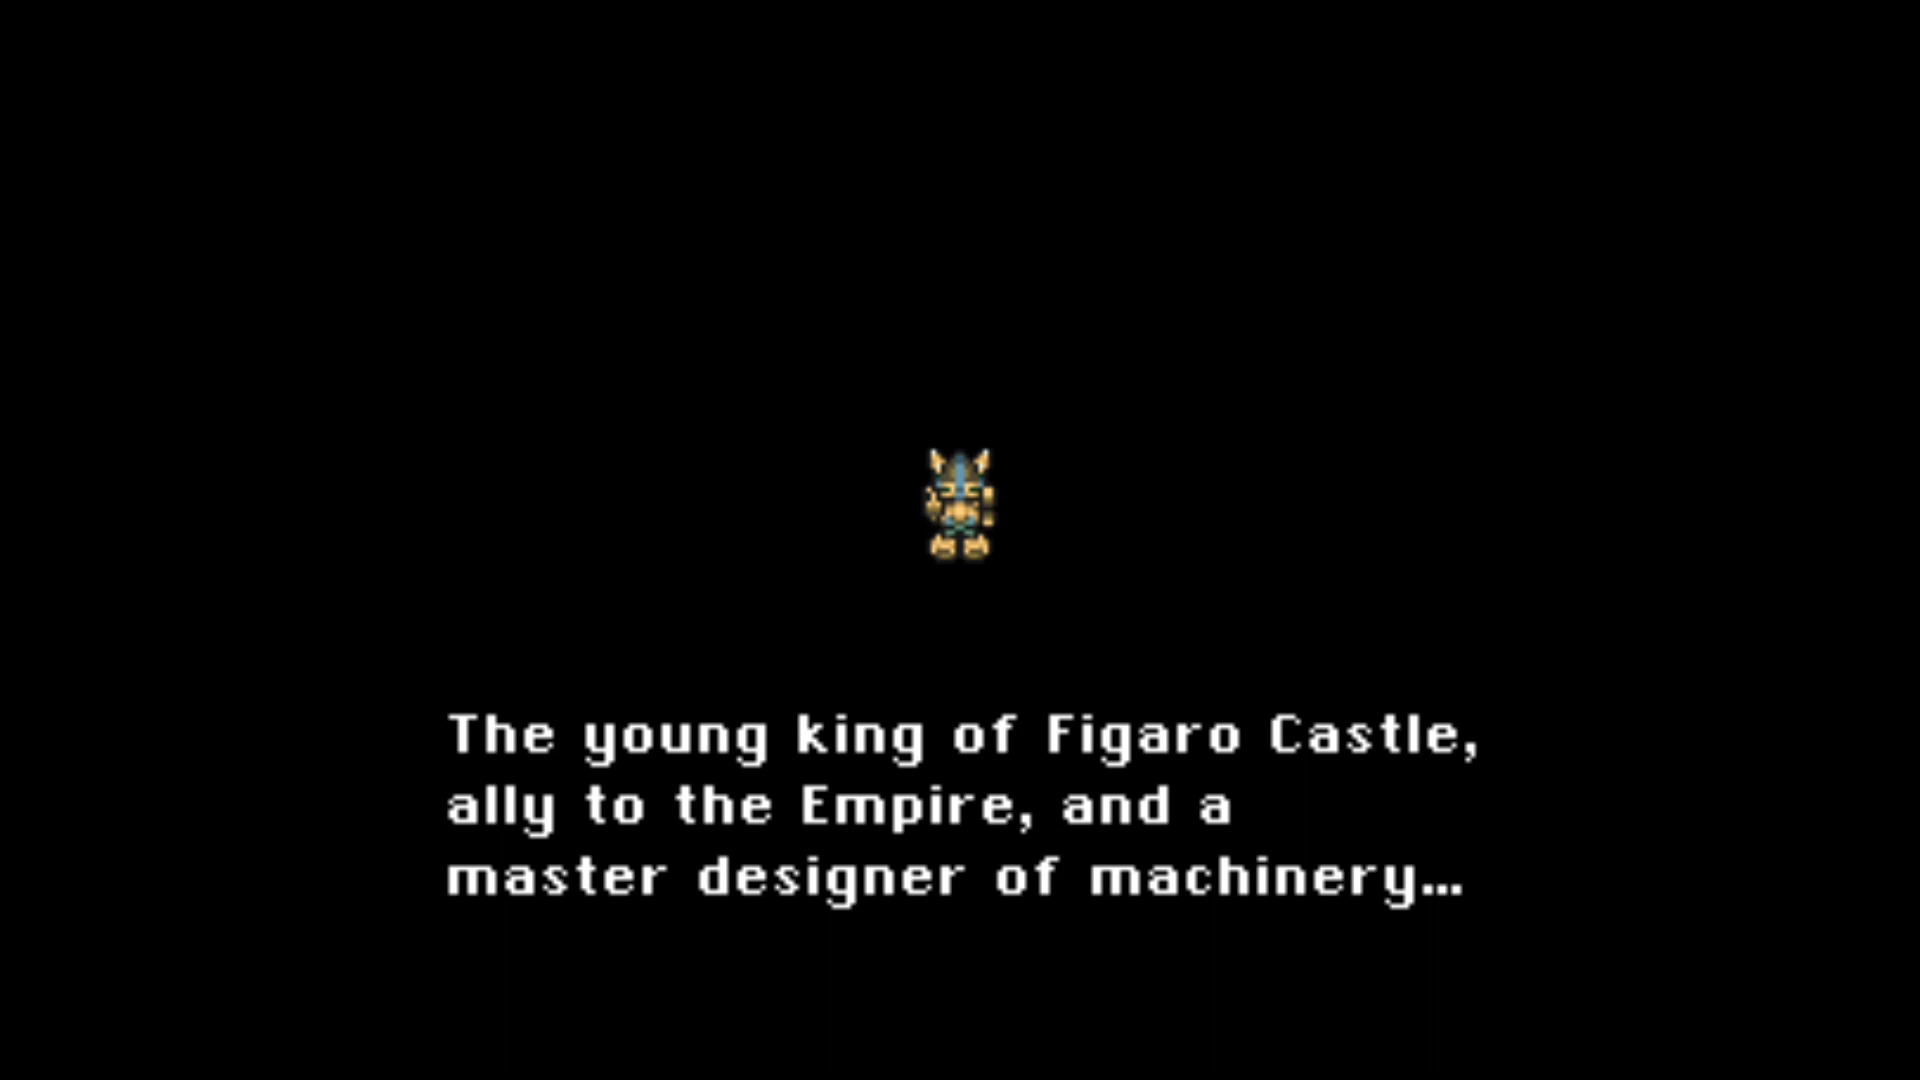 The young king of Figaro Castle,
ally to the Empire, and a
master designer of machinery…